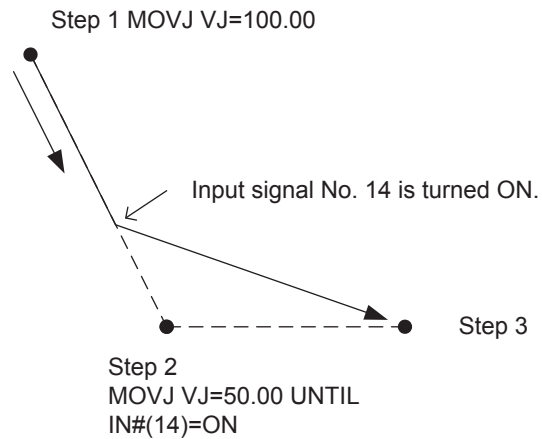 Step 1 MOVJ VJ=100.00
Input signal No. 14 is turned ON.
Step 3
Step 2
MOVJ VJ=50.00 UNTIL
IN#(14)=ON